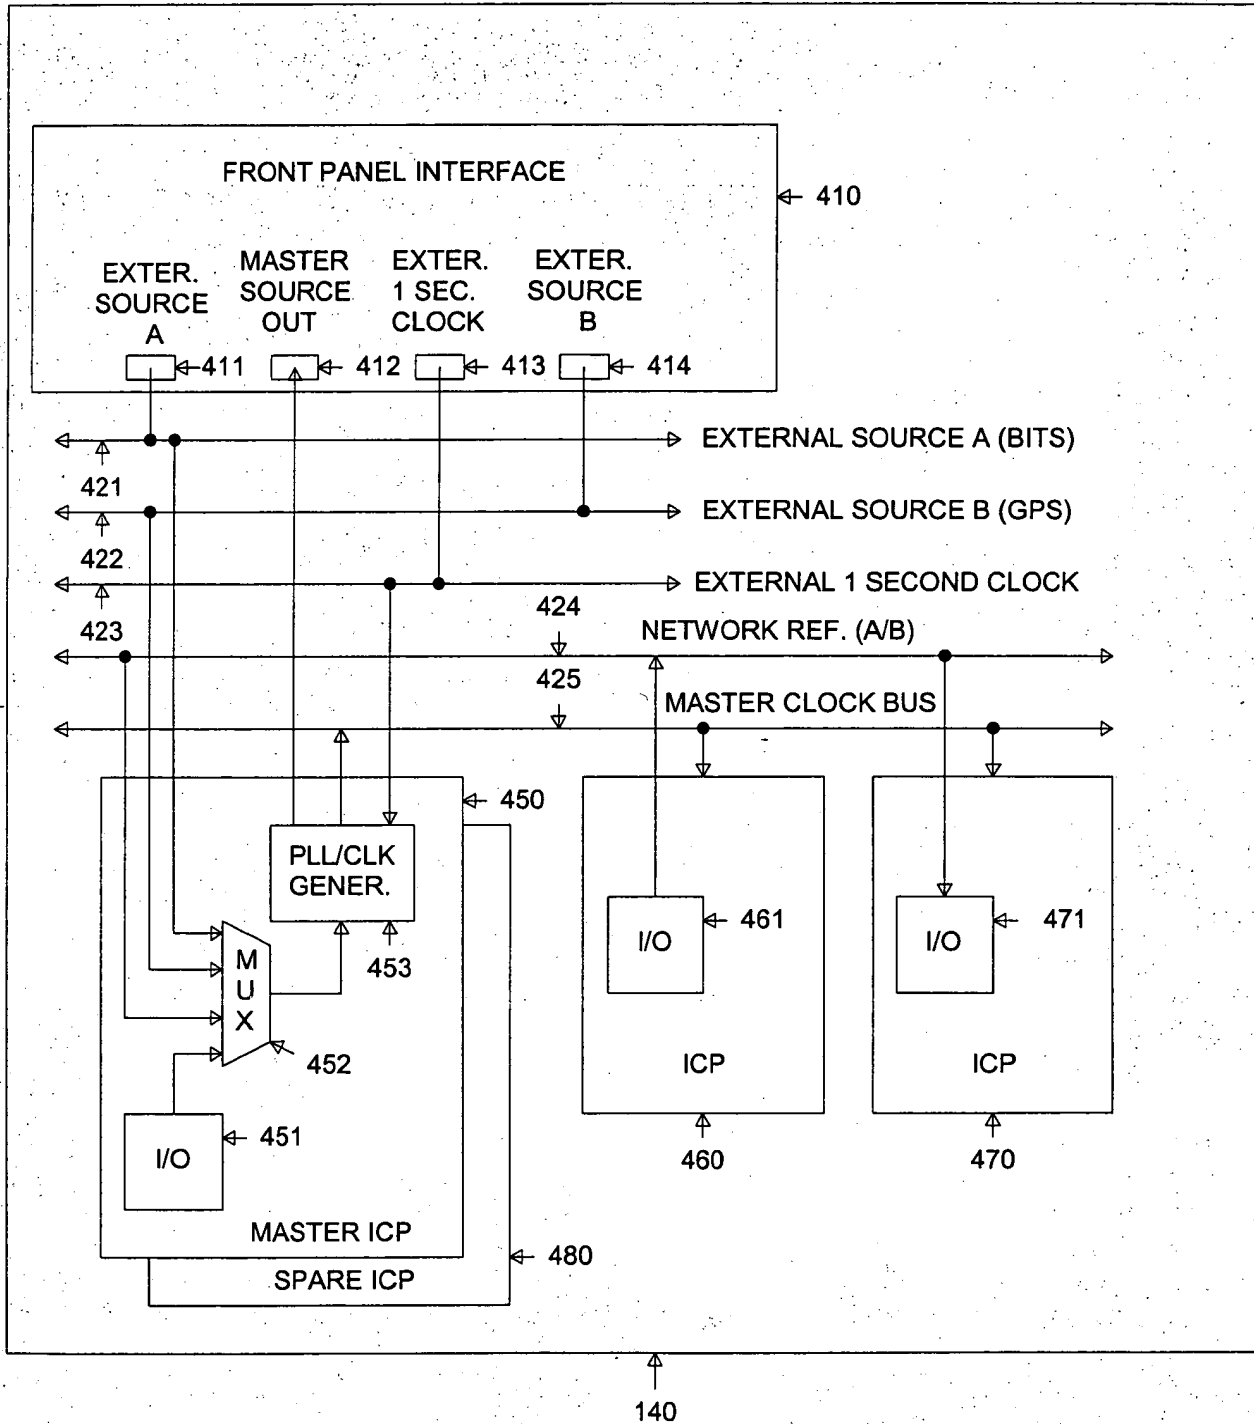 FRONT PANEL INTERFACE
410
EXTER.
SOURCE
A
MASTER
SOURCE
OUT
EXTER.
1 SEC.
CLOCK
EXTER.
SOURCE
B
411
412
413
414
EXTERNAL SOURCE A (BITS)
421
EXTERNAL SOURCE B (GPS)
422
EXTERNAL 1 SECOND CLOCK
423
424
NETWORK REF. (A/B)
425
MASTER CLOCK BUS
450
PLL/CLK
GENER.
453
M
U
X
452
I/O
451
MASTER ICP
SPARE ICP
480
I/O
461
ICP
460
I/O
471
ICP
470
140